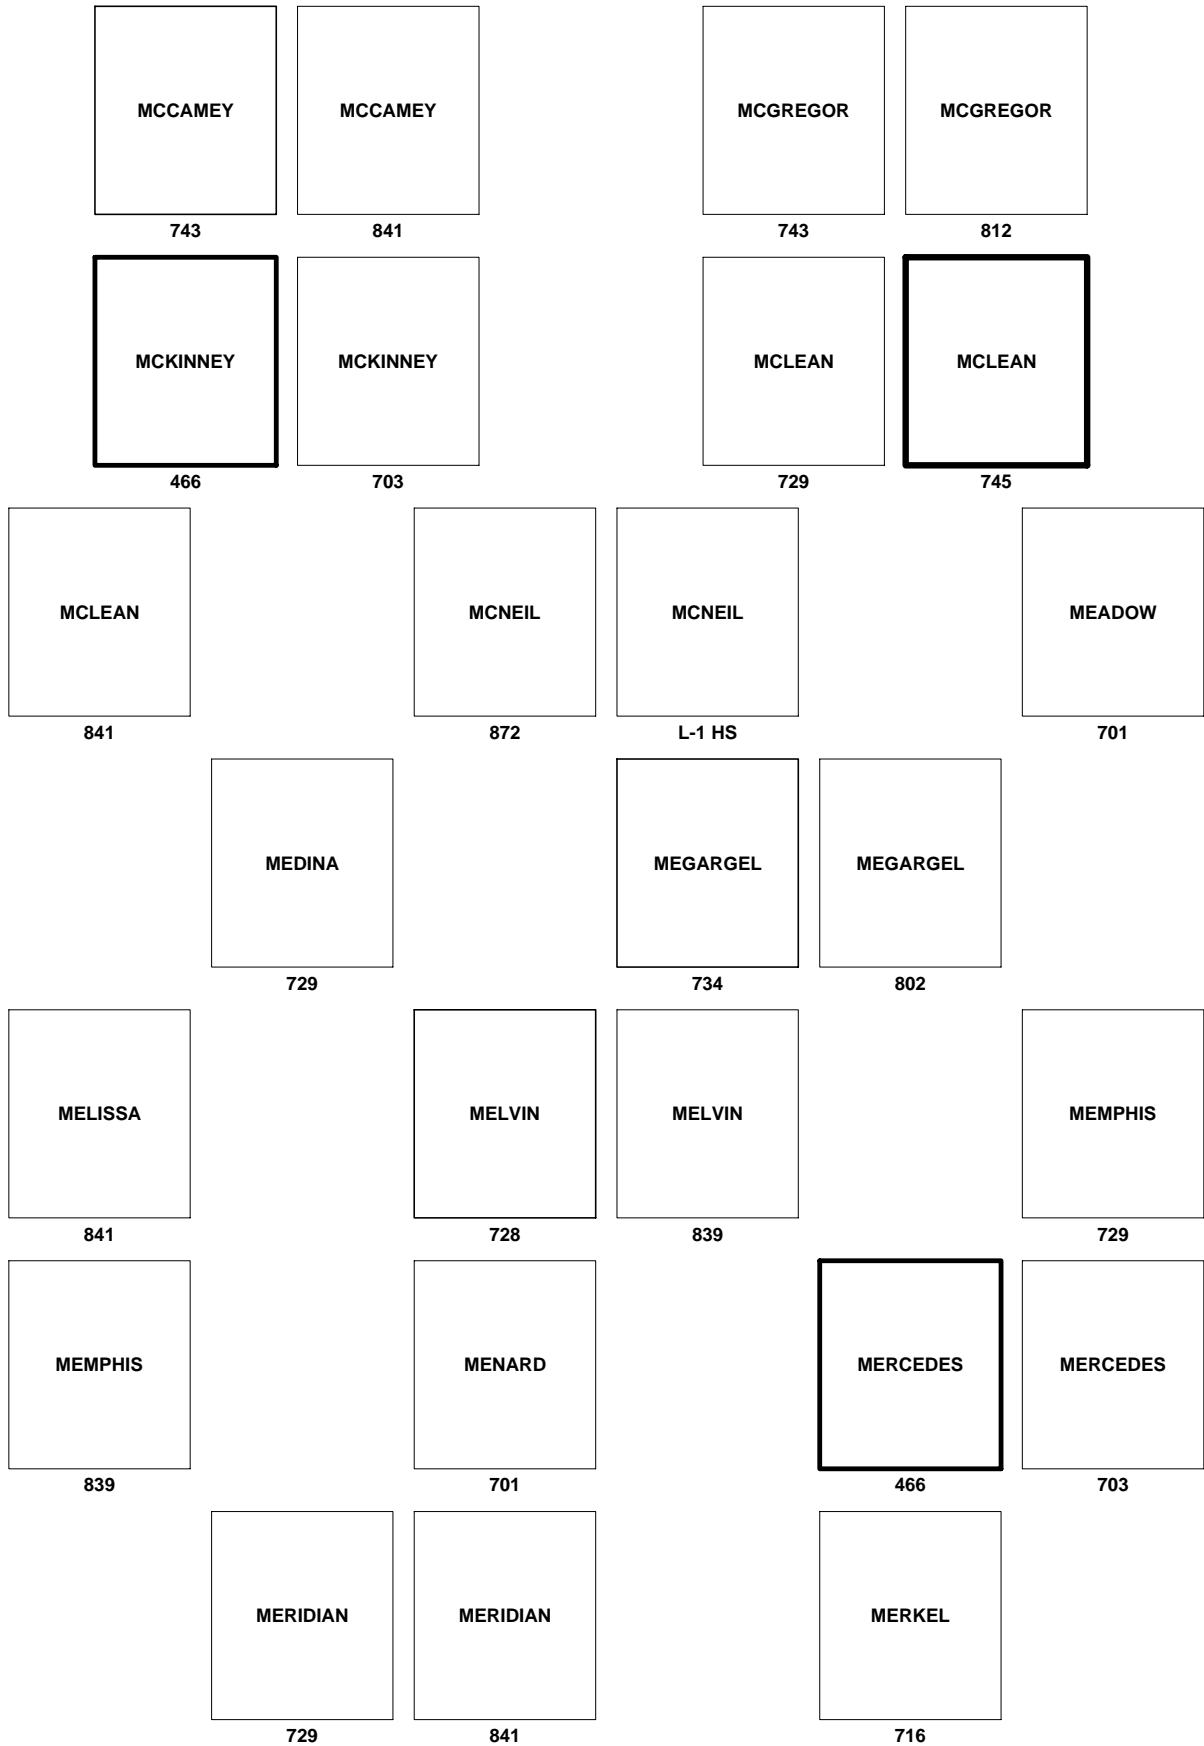 MCCAMEY MCCAMEY MCGREGOR MCGREGOR
743 841 743 812
MCKINNEY MCKINNEY MCLEAN MCLEAN
466 703 729 745
MCLEAN MCNEIL MCNEIL MEADOW
841 872 L-1 HS 701
MEDINA MEGARGEL MEGARGEL
729 734 802
MELISSA MELVIN MELVIN MEMPHIS
841 728 839 729
MEMPHIS MENARD MERCEDES MERCEDES
839 701 466 703
MERIDIAN MERIDIAN MERKEL
729 841 716